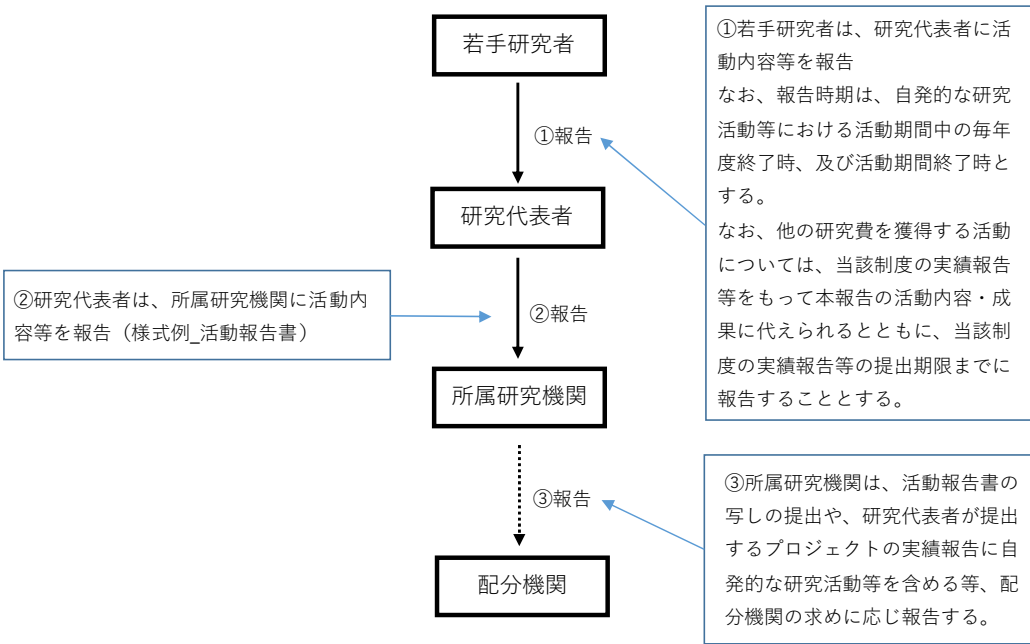 若手研究者
①報告
①若手研究者は、研究代表者に活
動内容等を報告
なお、報告時期は、自発的な研究
活動等における活動期間中の毎年
度終了時、及び活動期間終了時と
する。
なお、他の研究費を獲得する活動
については、当該制度の実績報告
等をもって本報告の活動内容・成
果に代えられるとともに、当該制
度の実績報告等の提出期限までに
報告することとする。
研究代表者
②研究代表者は、所属研究機関に活動内
容等を報告（様式例_活動報告書）
②報告
所属研究機関
③報告
③所属研究機関は、活動報告書の
写しの提出や、研究代表者が提出
するプロジェクトの実績報告に自
発的な研究活動等を含める等、配
分機関の求めに応じ報告する。
配分機関